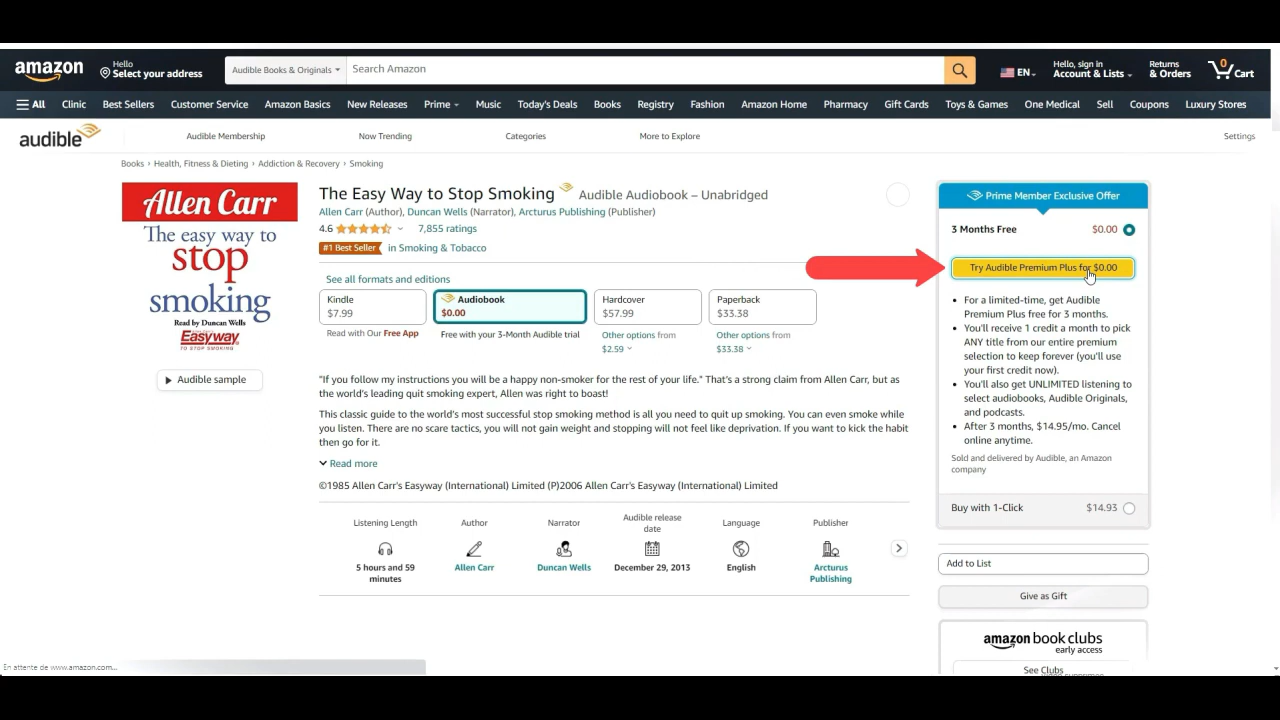 amazon
Hello
Select your address
Audible Books & Originals
Search Amazon
EN
Hello, sign in
Account & Lists
Returns
& Orders
0
Cart
All
Clinic
Best Sellers
Customer Service
Amazon Basics
New Releases
Prime
Music
Today's Deals
Books
Registry
Fashion
Amazon Home
Pharmacy
Gift Cards
Toys & Games
One Medical
Sell
Coupons
Luxury Stores
audible
Audible Membership
Now Trending
Categories
More to Explore
Settings
Books › Health, Fitness & Dieting › Addiction & Recovery › Smoking
Allen Carr
The easy way to
stop
smoking
Read by Duncan Wells
Easyway
TO STOP SMOKING
Audible sample
The Easy Way to Stop Smoking Audible Audiobook – Unabridged
Allen Carr (Author), Duncan Wells (Narrator), Arcturus Publishing (Publisher)
4.6
7,855 ratings
#1 Best Seller in Smoking & Tobacco
See all formats and editions
Kindle
$7.99
Read with Our Free App
Audiobook
$0.00
Free with your 3-Month Audible trial
Hardcover
$57.99
Other options from
$2.59
Paperback
$33.38
Other options from
$33.38
"If you follow my instructions you will be a happy non-smoker for the rest of your life." That's a strong claim from Allen Carr, but as
the world's leading quit smoking expert, Allen was right to boast!
This classic guide to the world's most successful stop smoking method is all you need to quit up smoking. You can even smoke while
you listen. There are no scare tactics, you will not gain weight and stopping will not feel like deprivation. If you want to kick the habit
then go for it.
Read more
©1985 Allen Carr's Easyway (International) Limited (P)2006 Allen Carr's Easyway (International) Limited
Listening Length
5 hours and 59
minutes
Author
Allen Carr
Narrator
Duncan Wells
Audible release
date
December 29, 2013
Language
English
Publisher
Arcturus
Publishing
Prime Member Exclusive Offer
3 Months Free
$0.00
Try Audible Premium Plus for $0.00
• For a limited-time, get Audible
Premium Plus free for 3 months.
• You'll receive 1 credit a month to pick
ANY title from our entire premium
selection to keep forever (you'll use
your first credit now).
• You'll also get UNLIMITED listening to
select audiobooks, Audible Originals,
and podcasts.
• After 3 months, $14.95/mo. Cancel
online anytime.
Sold and delivered by Audible, an Amazon
company
Buy with 1-Click
$14.93
Add to List
Give as Gift
amazon book clubs
early access
See Clubs
En attente de www.amazon.com...